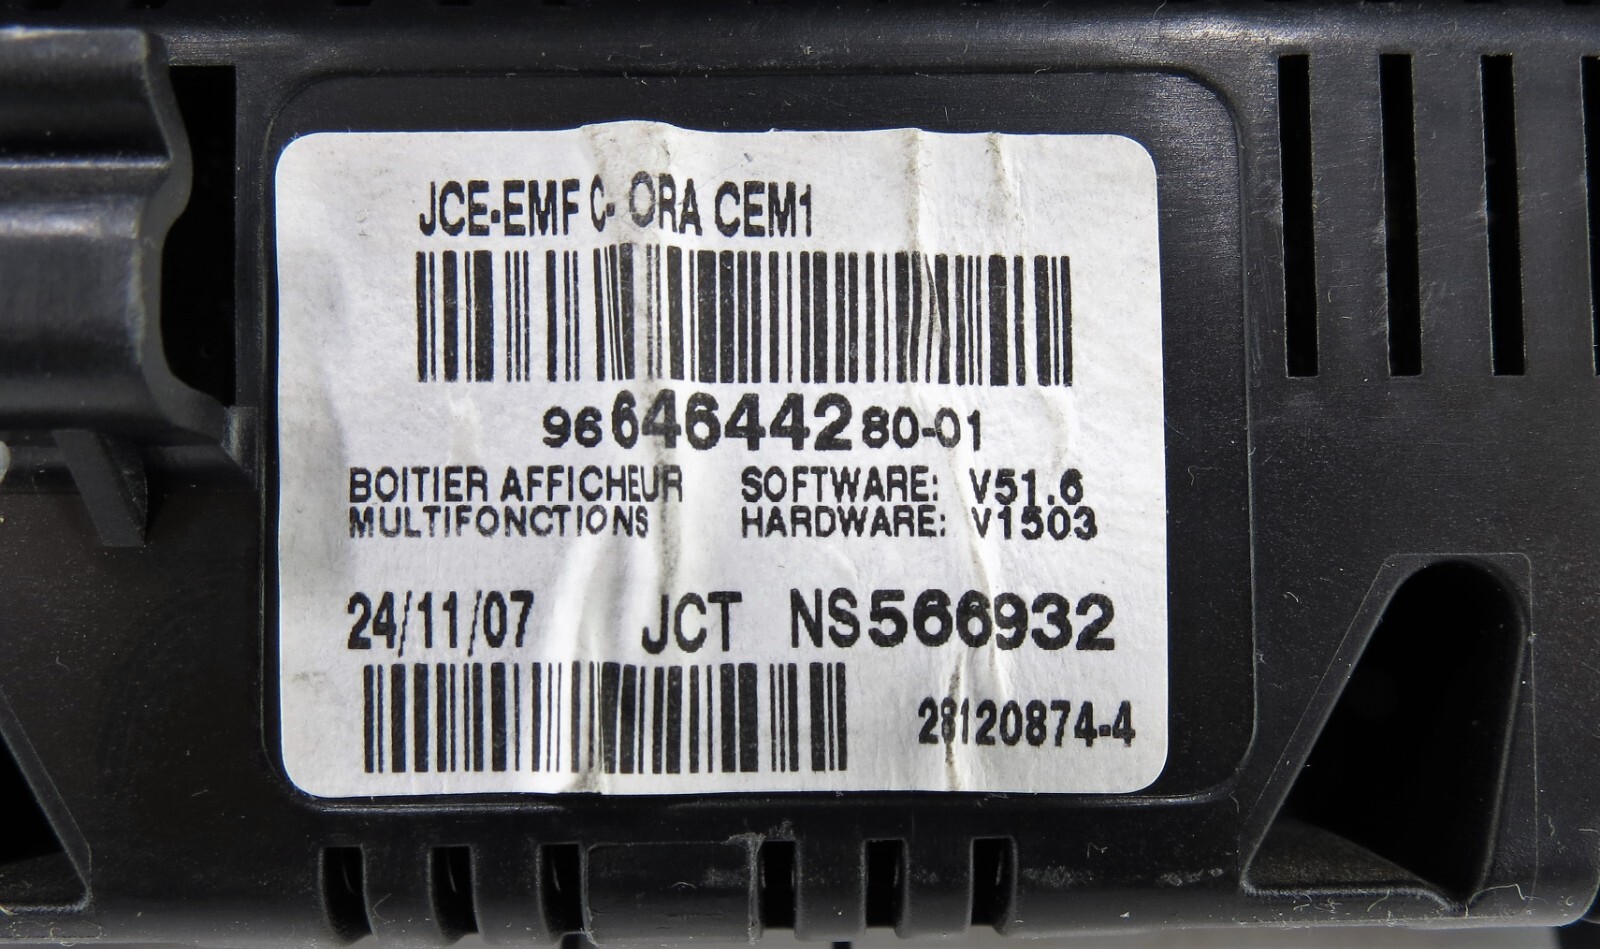 JCE-EMF C- ORA CEM1
9664644280-01
BOITIER AFFICHEUR SOFTWARE: V51.6
MULTIFONCTIONS HARDWARE: V1503
24/11/07 JCT NS566932
28120874-4